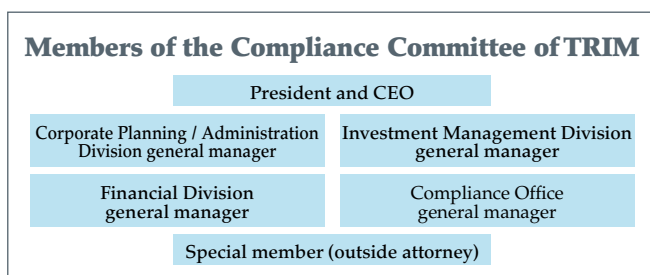 Members of the Compliance Committee of TRIM
President and CEO
Corporate Planning / Administration
Division general manager
Investment Management Division
general manager
Financial Division
general manager
Compliance Office
general manager
Special member (outside attorney)